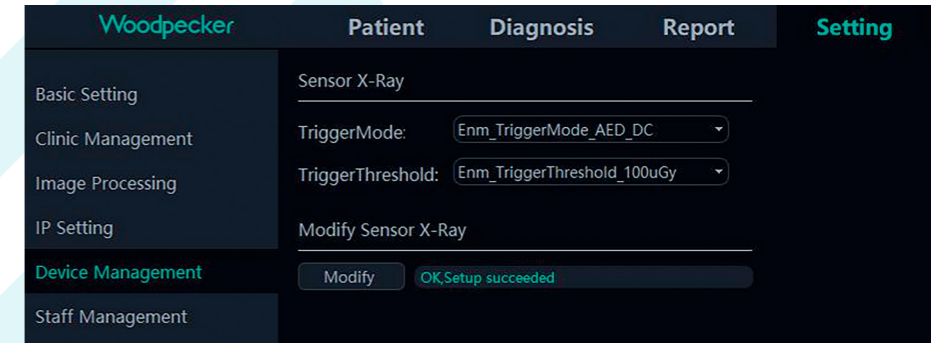 Woodpecker Patient Diagnosis Report Setting
Basic Setting
Clinic Management
Image Processing
IP Setting
Device Management
Staff Management
Sensor X-Ray
TriggerMode: Enm_TriggerMode_AED_DC
TriggerThreshold: Enm_TriggerThreshold_100uGy
Modify Sensor X-Ray
Modify OK,Setup succeeded